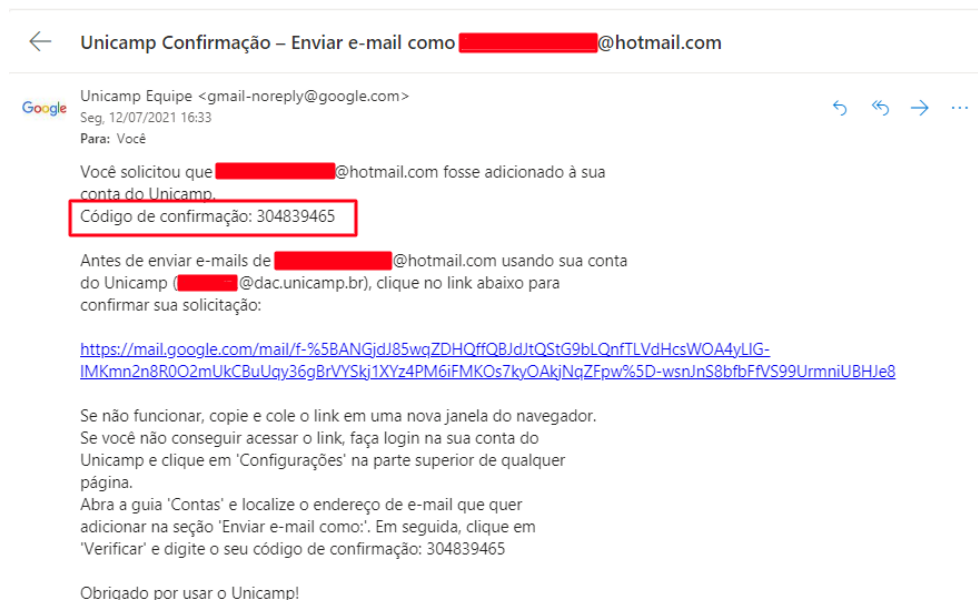 Unicamp Confirmação – Enviar e-mail como @hotmail.com
Google
Unicamp Equipe <gmail-noreply@google.com>
Seg, 12/07/2021 16:33
Para: Você
Você solicitou que @hotmail.com fosse adicionado à sua
conta do Unicamp.
Código de confirmação: 304839465
Antes de enviar e-mails de @hotmail.com usando sua conta
do Unicamp ( @dac.unicamp.br), clique no link abaixo para
confirmar sua solicitação:
https://mail.google.com/mail/f-%5BANGjdJ85wqZDHQffQBJdJtQStG9bLQnfTLVdHcsWOA4yLIG-
IMKmn2n8R0O2mUkCBuUqy36gBrVYSkj1XYz4PM6iFMKOs7kyOAkjNqZFpw%5D-wsnJnS8bfbFfVS99UrmniUBHJe8
Se não funcionar, copie e cole o link em uma nova janela do navegador.
Se você não conseguir acessar o link, faça login na sua conta do
Unicamp e clique em 'Configurações' na parte superior de qualquer
página.
Abra a guia 'Contas' e localize o endereço de e-mail que quer
adicionar na seção 'Enviar e-mail como:'. Em seguida, clique em
'Verificar' e digite o seu código de confirmação: 304839465
Obrigado por usar o Unicamp!